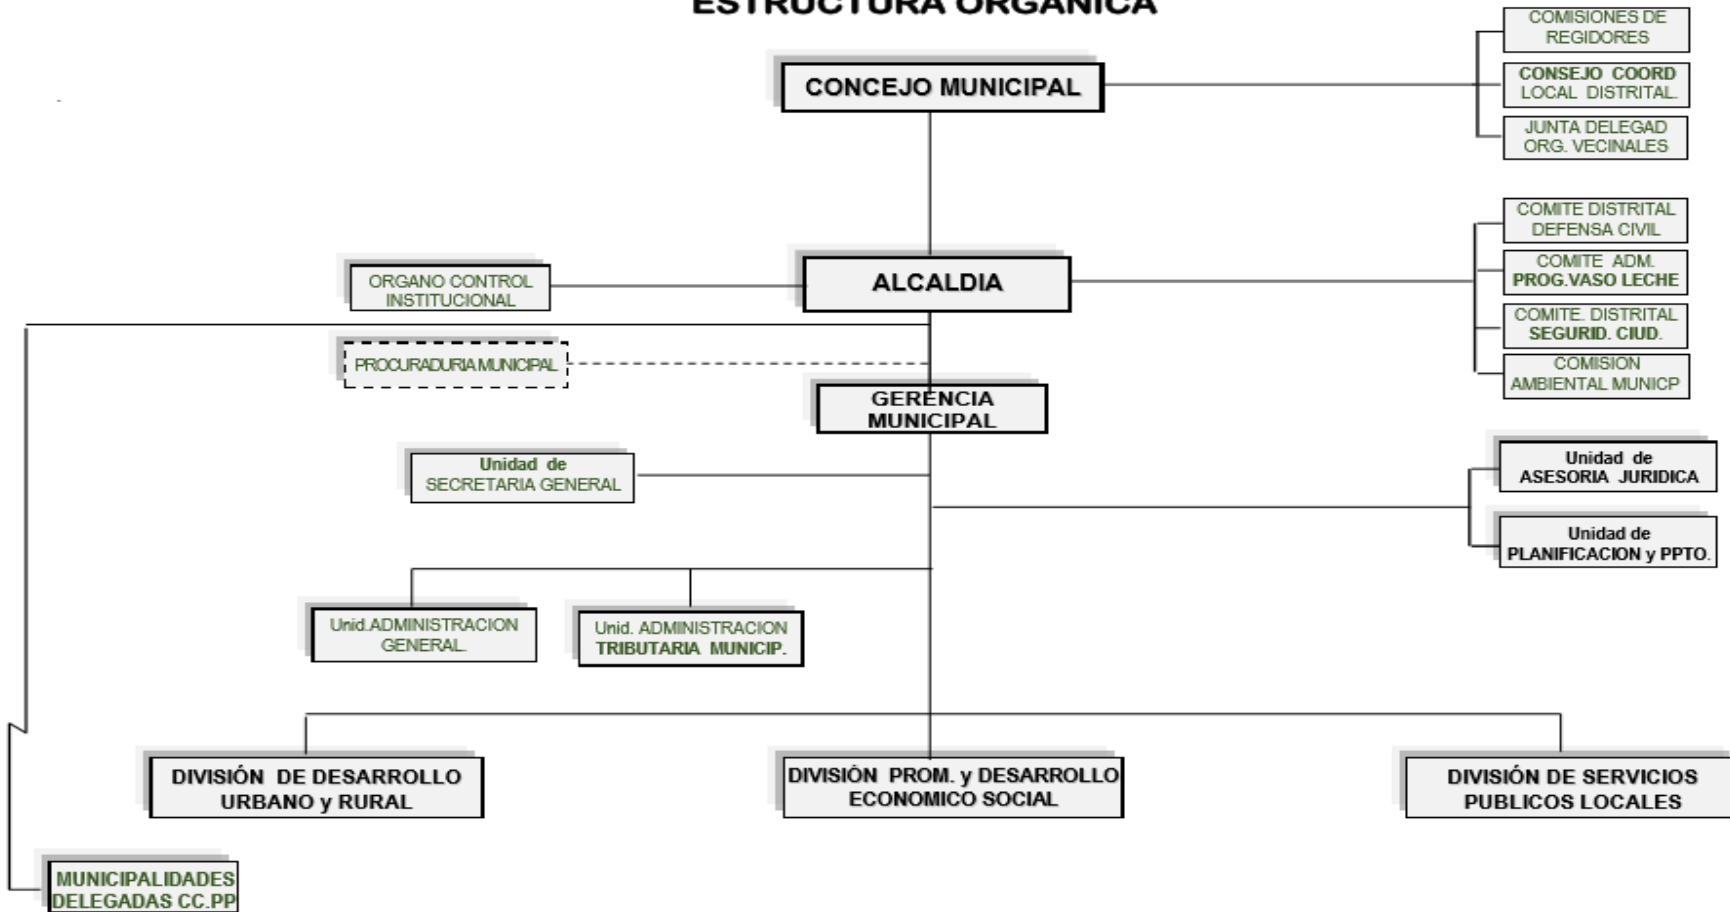 ESTRUCTURA ORGANICA
COMISIONES DE
REGIDORES
CONCEJO MUNICIPAL
CONSEJO COORD
LOCAL DISTRITAL.
JUNTA DELEGAD
ORG. VECINALES
COMITE DISTRITAL
DEFENSA CIVIL
ORGANO CONTROL
INSTITUCIONAL
ALCALDIA
COMITE ADM.
PROG.VASO LECHE
COMITE. DISTRITAL
SEGURID. CIUD.
PROCURADURIA MUNICIPAL
COMISION
AMBIENTAL MUNICP
GERENCIA
MUNICIPAL
Unidad de
SECRETARIA GENERAL
Unidad de
ASESORIA JURIDICA
Unidad de
PLANIFICACION y PPTO.
Unid.ADMINISTRACION
GENERAL.
Unid. ADMINISTRACION
TRIBUTARIA MUNICIP.
DIVISIÓN DE DESARROLLO
URBANO y RURAL
DIVISIÓN PROM. y DESARROLLO
ECONOMICO SOCIAL
DIVISIÓN DE SERVICIOS
PUBLICOS LOCALES
MUNICIPALIDADES
DELEGADAS CC.PP